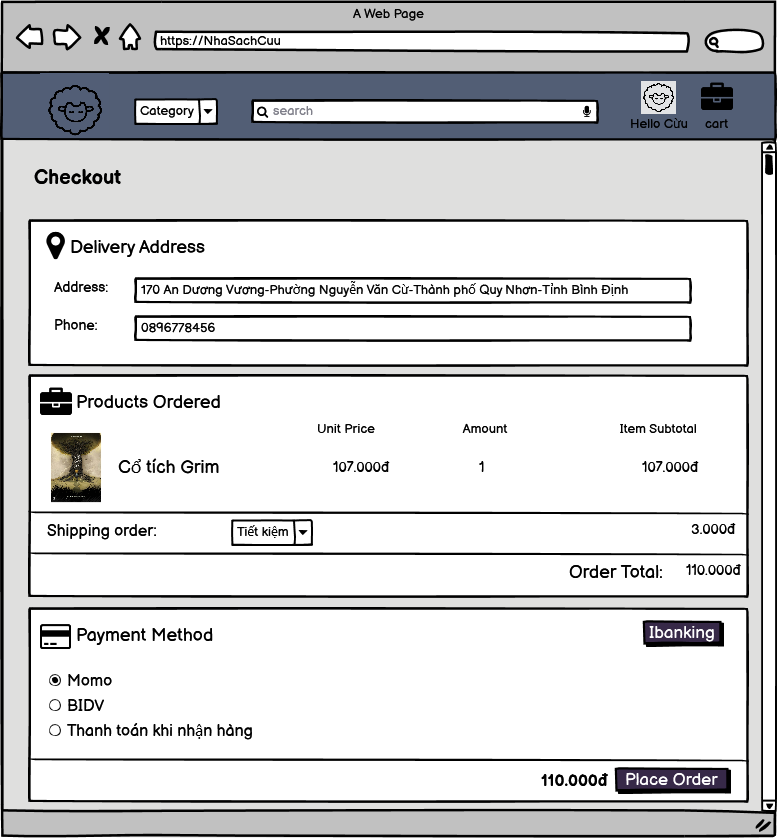 A Web Page
https://NhaSachCuu
Category
search
Hello Cừu
cart
Checkout
Delivery Address
Address:
170 An Dương Vương-Phường Nguyễn Văn Cừ-Thành phố Quy Nhơn-Tỉnh Bình Định
Phone:
0896778456
Products Ordered
Unit Price Amount Item Subtotal
Cổ tích Grim 107.000đ 1 107.000đ
Shipping order: Tiết kiệm 3.000đ
Order Total: 110.000đ
Payment Method Ibanking
Momo
BIDV
Thanh toán khi nhận hàng
110.000đ Place Order